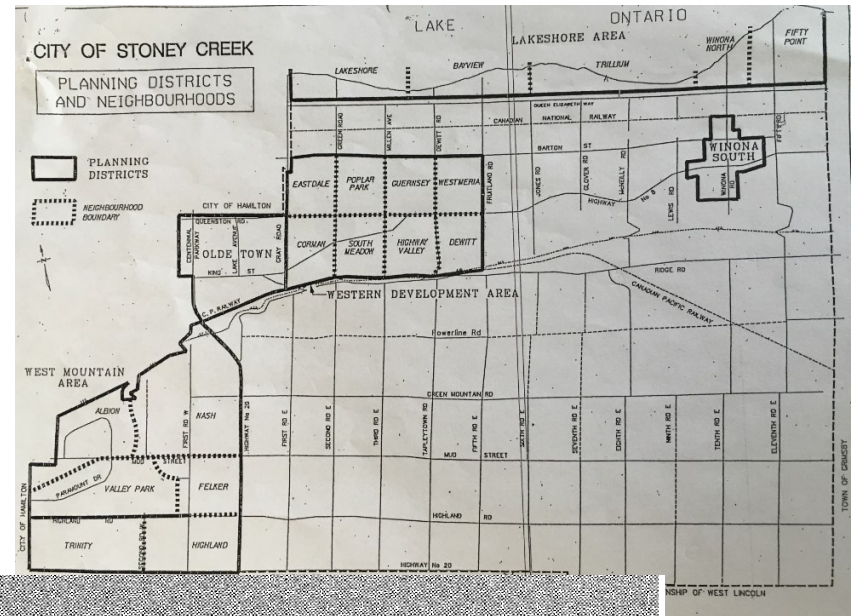 LAKE ONTARIO
CITY OF STONEY CREEK
LAKESHORE AREA
PLANNING DISTRICTS
AND NEIGHBOURHOODS
LAKESHORE
BAYVIEW
TRILLIUM
WINONA
NORTH
FIFTY
POINT
QUEEN ELIZABETH WAY
CANADIAN NATIONAL RAILWAY
GREEN ROAD
MILLEN AVE
DEWITT RD
BARTON ST
PLANNING
DISTRICTS
NEIGHBOURHOOD
BOUNDARY
EASTDALE
POPLAR
PARK
GUERNSEY
WESTMERIA
FRUITLAND RD
JONES RD
GLOVER RD
McNEILLY RD
HIGHWAY No 8
LEWIS RD
WINONA
SOUTH
WINONA RD
FIFTY RD
CITY OF HAMILTON
QUEENSTON RD.
CENTENNIAL
PARKWAY
LAKE AVENUE
OLDE TOWN
GRAY ROAD
KING ST
CORMAN
SOUTH
MEADOW
HIGHWAY
VALLEY
DEWITT
RIDGE RD
WESTERN DEVELOPMENT AREA
C.P. RAILWAY
CANADIAN PACIFIC RAILWAY
Powerline Rd
WEST MOUNTAIN
AREA
GREEN MOUNTAIN RD
ALBION
NASH
FIRST RD W
HIGHWAY No 20
FIRST RD E
SECOND RD E
THIRD RD E
TAPLEYTOWN RD
FIFTH RD E
SIXTH RD E
SEVENTH RD E
EIGHTH RD E
NINTH RD E
TENTH RD E
ELEVENTH RD E
MUD STREET
MUD STREET
PARAMOUNT DR
VALLEY PARK
FELKER
CITY OF HAMILTON
TOWN OF GRIMSBY
HIGHLAND RD
HIGHLAND RD
TRINITY
HIGHLAND
HIGHWAY No 20
NSHIP OF WEST LINCOLN